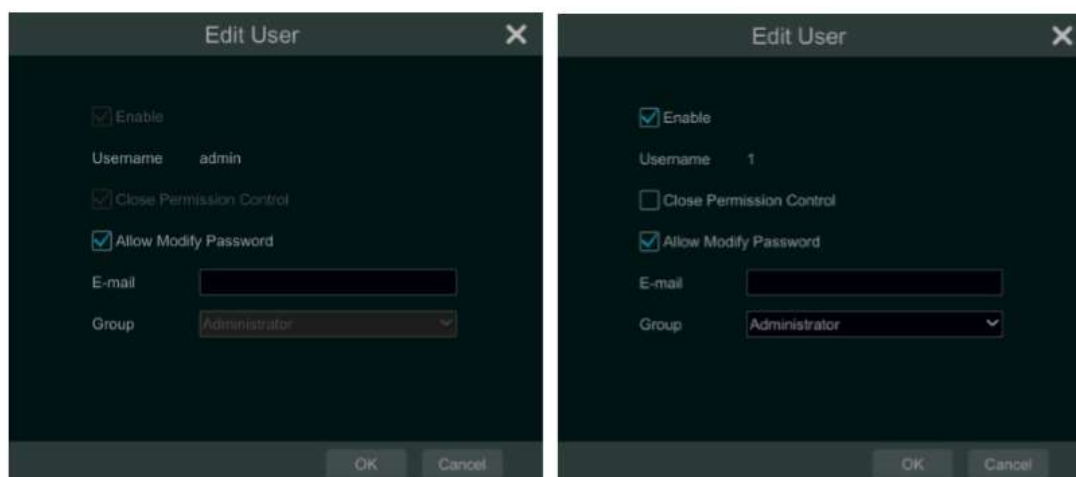 Edit User
Enable
Username admin
Close Permission Control
Allow Modify Password
E-mail
Group Administrator
OK Cancel
Edit User
Enable
Username 1
Close Permission Control
Allow Modify Password
E-mail
Group Administrator
OK Cancel